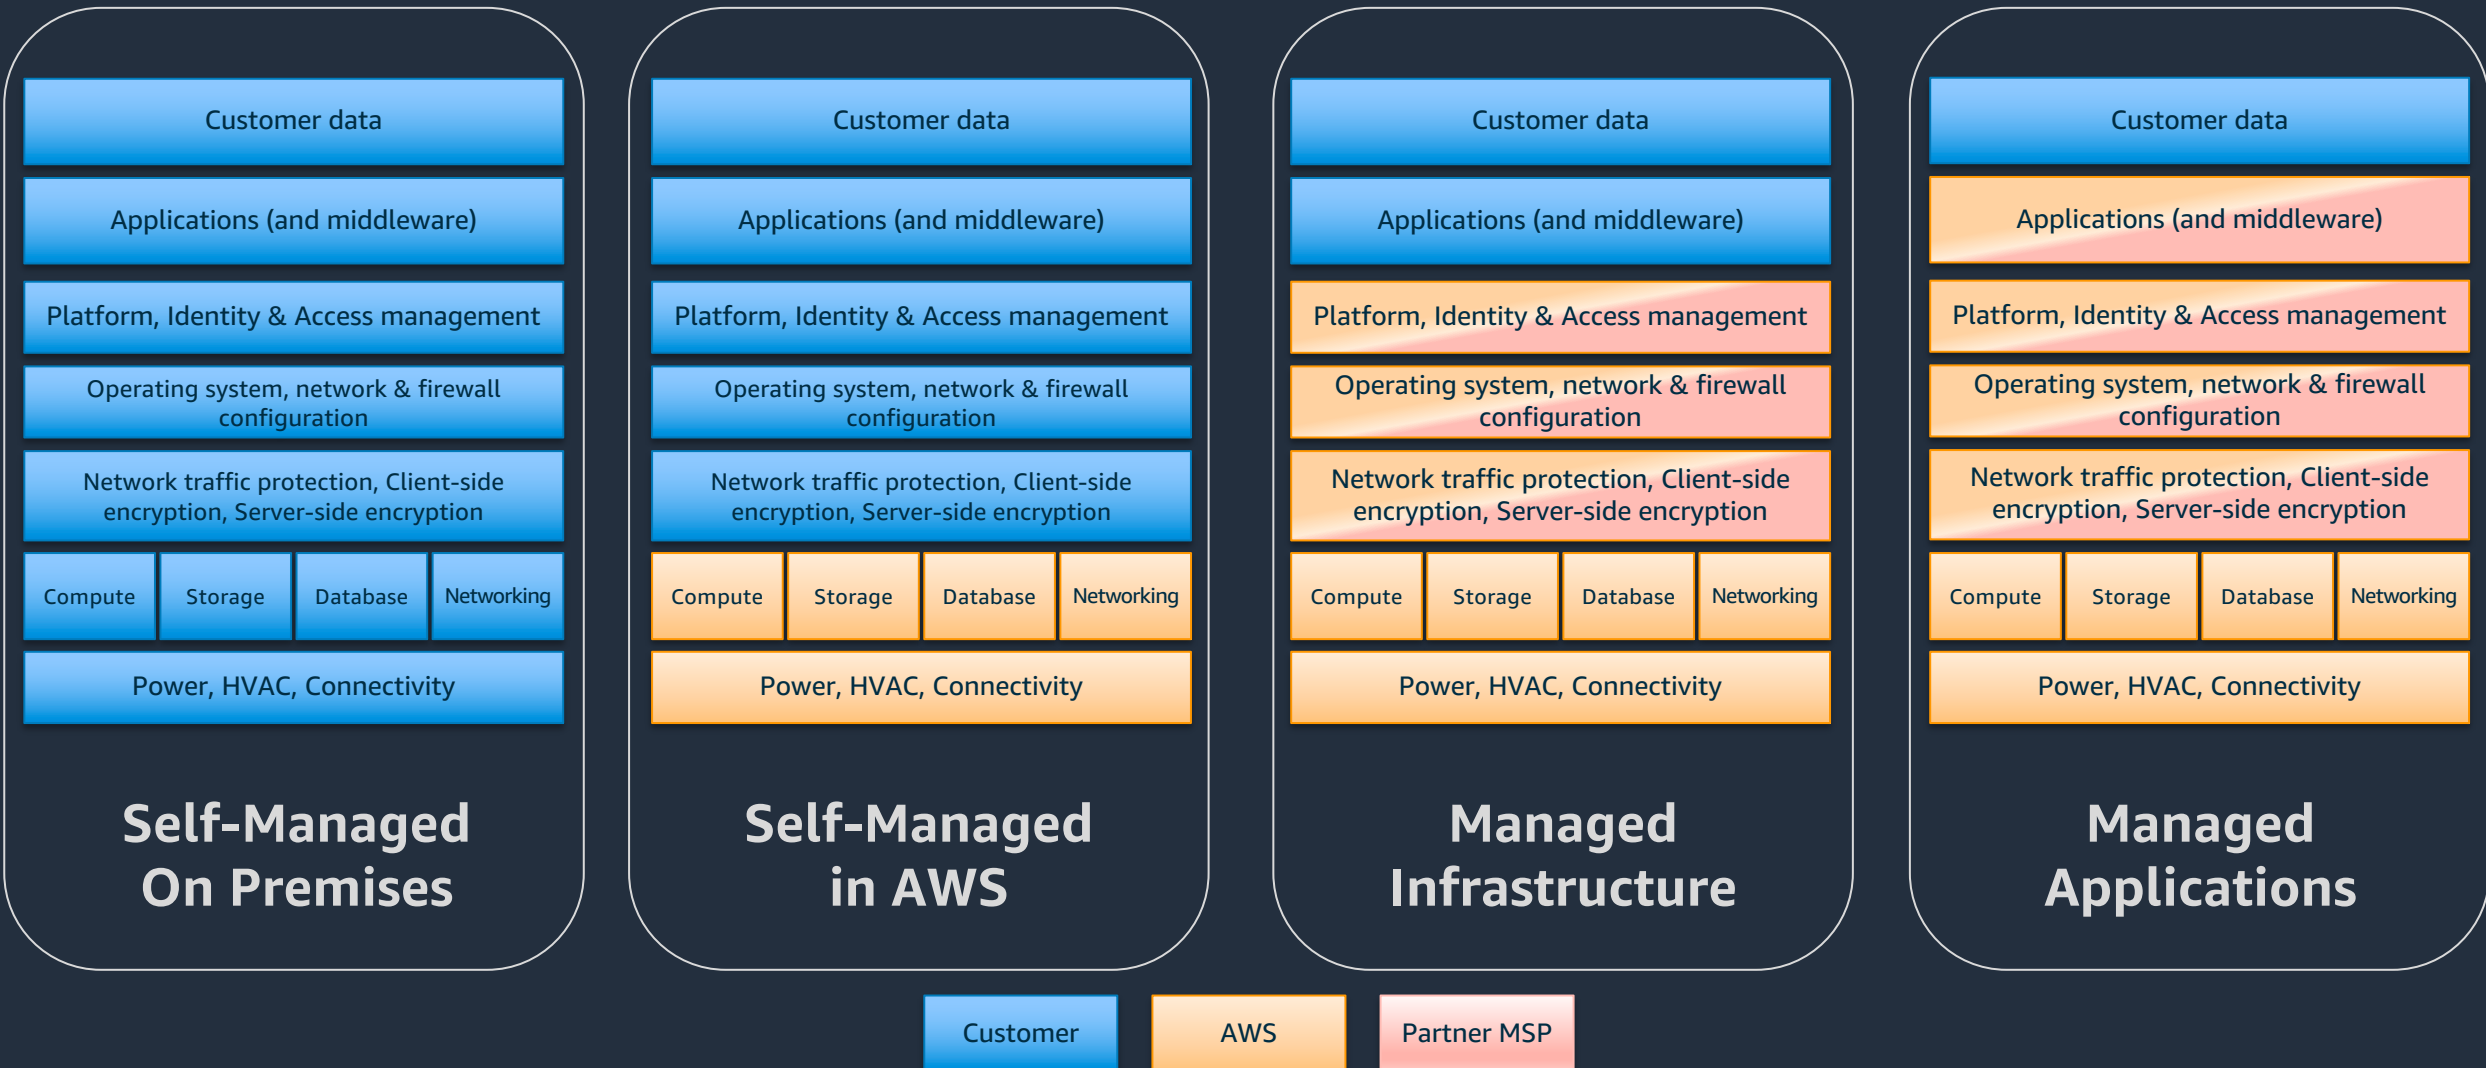 Customer data
Applications (and middleware)
Platform, Identity & Access management
Operating system, network & firewall
configuration
Network traffic protection, Client-side
encryption, Server-side encryption
Compute
Storage
Database
Networking
Power, HVAC, Connectivity
Self-Managed
On Premises
Customer data
Applications (and middleware)
Platform, Identity & Access management
Operating system, network & firewall
configuration
Network traffic protection, Client-side
encryption, Server-side encryption
Compute
Storage
Database
Networking
Power, HVAC, Connectivity
Self-Managed
in AWS
Customer data
Applications (and middleware)
Platform, Identity & Access management
Operating system, network & firewall
configuration
Network traffic protection, Client-side
encryption, Server-side encryption
Compute
Storage
Database
Networking
Power, HVAC, Connectivity
Managed
Infrastructure
Customer data
Applications (and middleware)
Platform, Identity & Access management
Operating system, network & firewall
configuration
Network traffic protection, Client-side
encryption, Server-side encryption
Compute
Storage
Database
Networking
Power, HVAC, Connectivity
Managed
Applications
Customer
AWS
Partner MSP